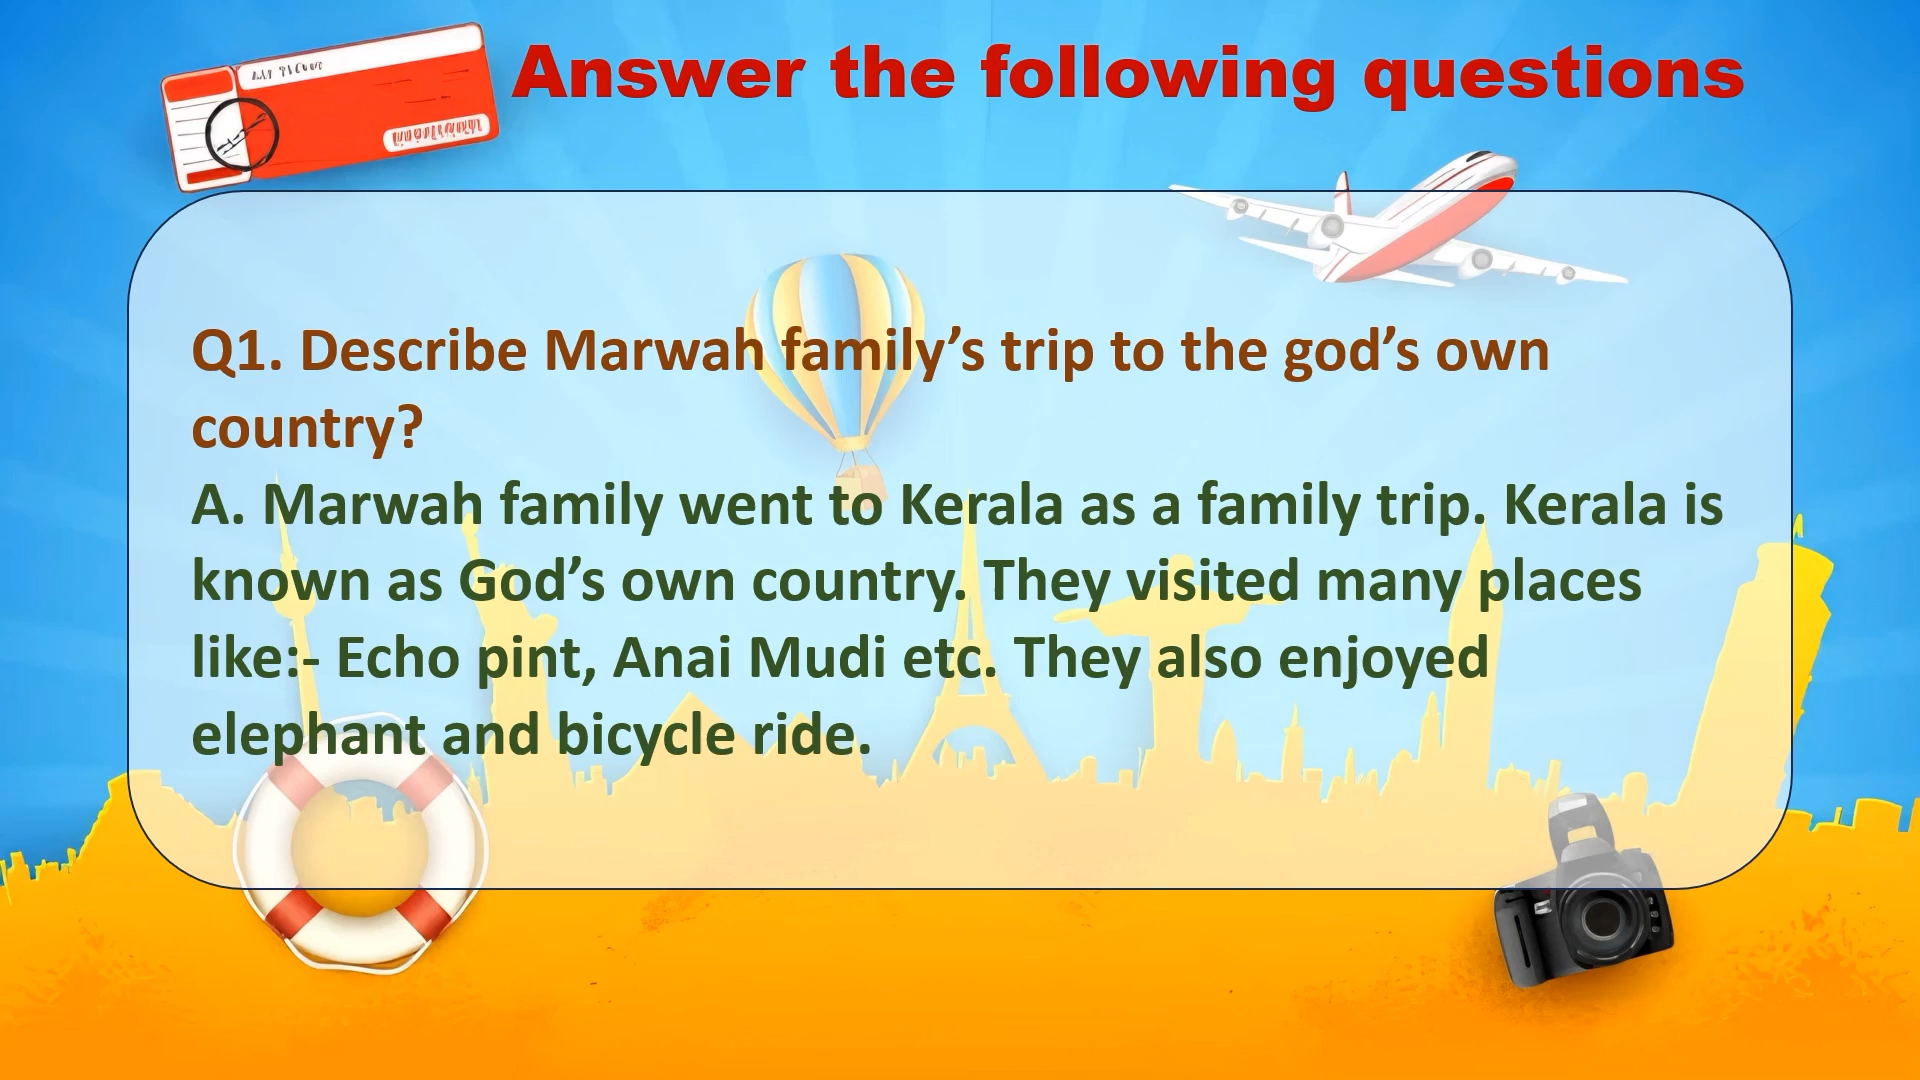 Answer the following questions
Q1. Describe Marwah family’s trip to the god’s own
country?
A. Marwah family went to Kerala as a family trip. Kerala is
known as God’s own country. They visited many places
like:- Echo pint, Anai Mudi etc. They also enjoyed
elephant and bicycle ride.